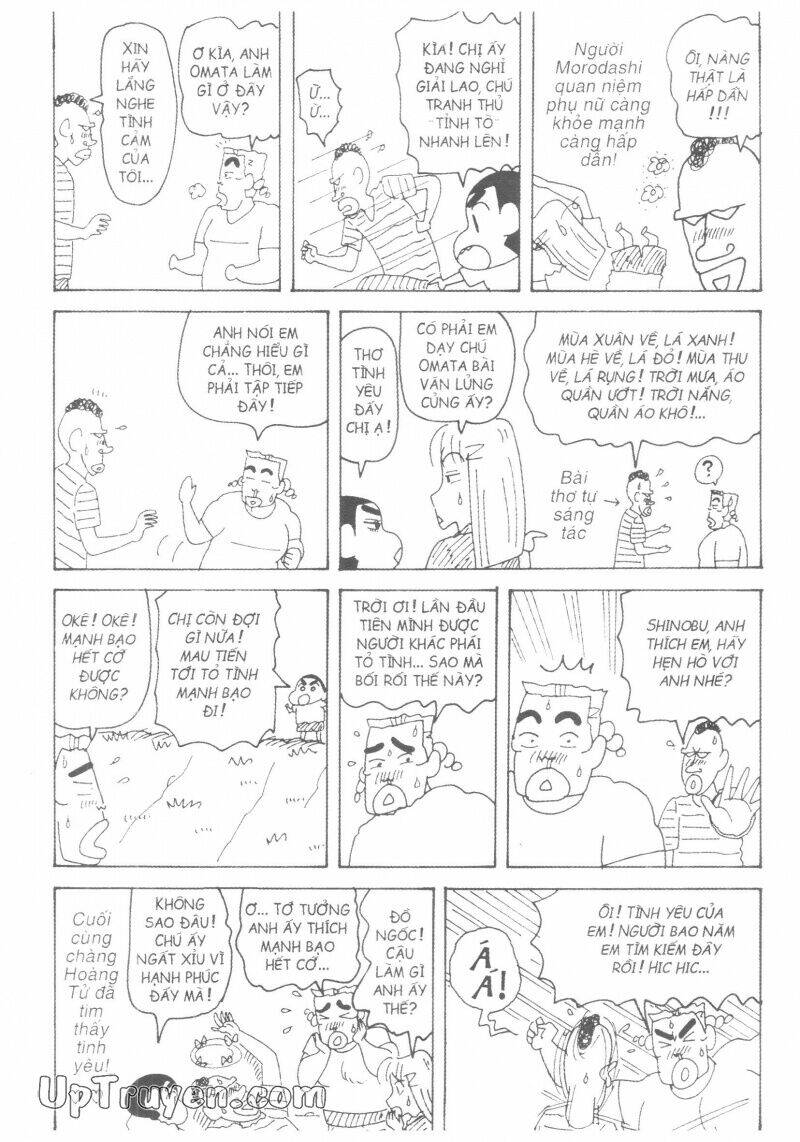 ÔI, NÀNG
THẬT LÀ
HẤP DẪN
!!!
Người
Morodashi
quan niệm
phụ nữ càng
khỏe mạnh
càng hấp
dẫn!
KÌA! CHỊ ẤY
ĐANG NGHỈ
GIẢI LAO, CHÚ
TRANH THỦ
"TỈNH TÒ"
NHANH LÊN!
Ừ...
Ừ...
Ơ KÌA, ANH
OMATA LÀM
GÌ Ở ĐÂY
VẬY?
XIN
HÃY
LẮNG
NGHE
TÌNH
CẢM
CỦA
TÔI...
MÙA XUÂN VỀ, LÁ XANH!
MÙA HÈ VỀ, LÁ ĐỎ! MÙA THU
VỀ, LÁ RỤNG! TRỜI MƯA, ÁO
QUẦN ƯỚT! TRỜI NẮNG,
QUẦN ÁO KHÔ!...
?
Bài
thơ tự
sáng
tác
CÓ PHẢI EM
DẠY CHÚ
OMATA BÀI
VĂN LỦNG
CỦNG ẤY?
THƠ
TÌNH
YÊU
ĐẤY
CHỊ Ạ!
ANH NÓI EM
CHẲNG HIỂU GÌ
CẢ... THÔI, EM
PHẢI TẬP TIẾP
ĐÂY!
SHINOBU, ANH
THÍCH EM, HÃY
HẸN HÒ VỚI
ANH NHÉ?
TRỜI ƠI! LẦN ĐẦU
TIÊN MÌNH ĐƯỢC
NGƯỜI KHÁC PHÁI
TỎ TÌNH... SAO MÀ
BỐI RỐI THẾ NÀY?
CHỊ CÒN ĐỢI
GÌ NỮA!
MAU TIẾN
TỚI TỎ TÌNH
MẠNH BẠO
ĐI!
OKÊ! OKÊ!
MẠNH BẠO
HẾT CỠ
ĐƯỢC
KHÔNG?
ÔI! TÌNH YÊU CỦA
EM! NGƯỜI BAO NĂM
EM TÌM KIẾM ĐÂY
RỒI! HIC HIC...
Á
Á!
ĐỒ
NGỐC!
CẬU
LÀM GÌ
ANH ẤY
THẾ?
Ơ... TỚ TƯỞNG
ANH ẤY THÍCH
MẠNH BẠO
HẾT CỠ...
KHÔNG
SAO ĐÂU!
CHÚ ẤY
NGẤT XỈU VÌ
HẠNH PHÚC
ĐẤY MÀ!
Cuối
cùng
chàng
Hoàng
Tử đã
tìm
thấy
tình
yêu!
UpTruyen.com